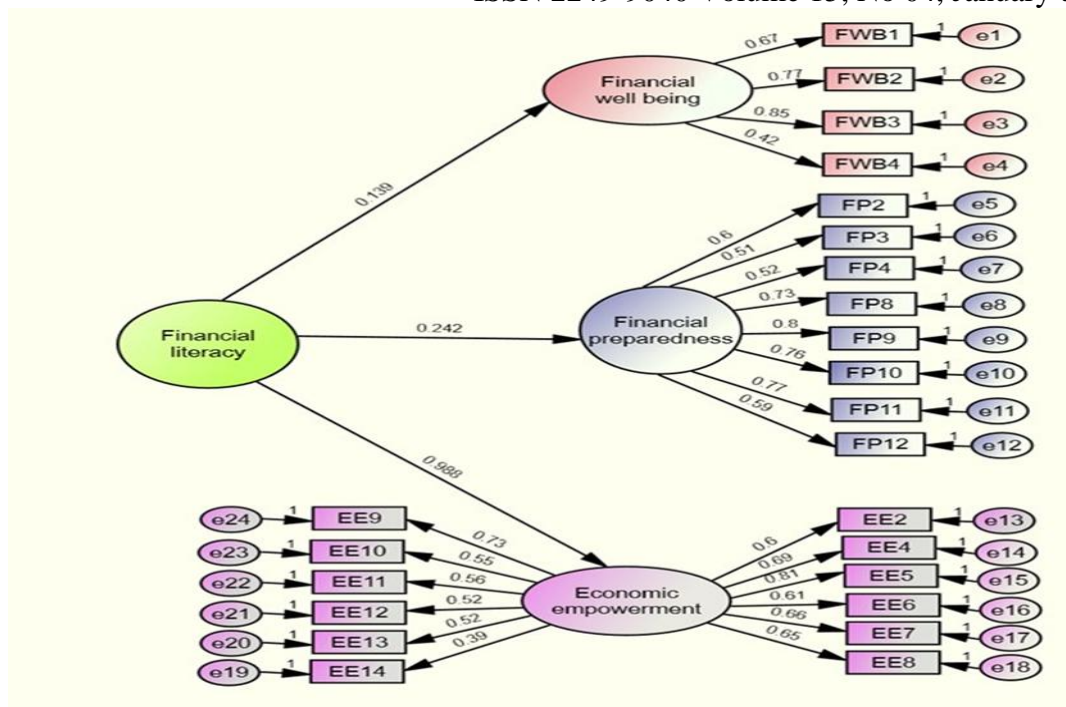 ISSN Volume No January
0.67
FWB1
1
e1
Financial
well being
0.77
FWB2
1
e2
0.85
FWB3
1
e3
0.42
FWB4
1
e4
0.139
0.6
FP2
1
e5
0.51
FP3
1
e6
0.52
FP4
1
e7
0.73
FP8
1
e8
Financial
literacy
0.242
Financial
preparedness
0.8
FP9
1
e9
0.76
FP10
1
e10
0.77
FP11
1
e11
0.59
FP12
1
e12
0.988
e24
1
EE9
0.73
e23
1
EE10
0.55
e22
1
EE11
0.56
e21
1
EE12
0.52
e20
1
EE13
0.52
e19
1
EE14
0.39
Economic
empowerment
0.6
EE2
1
e13
0.69
EE4
1
e14
0.81
EE5
1
e15
0.61
EE6
1
e16
0.66
EE7
1
e17
0.65
EE8
1
e18